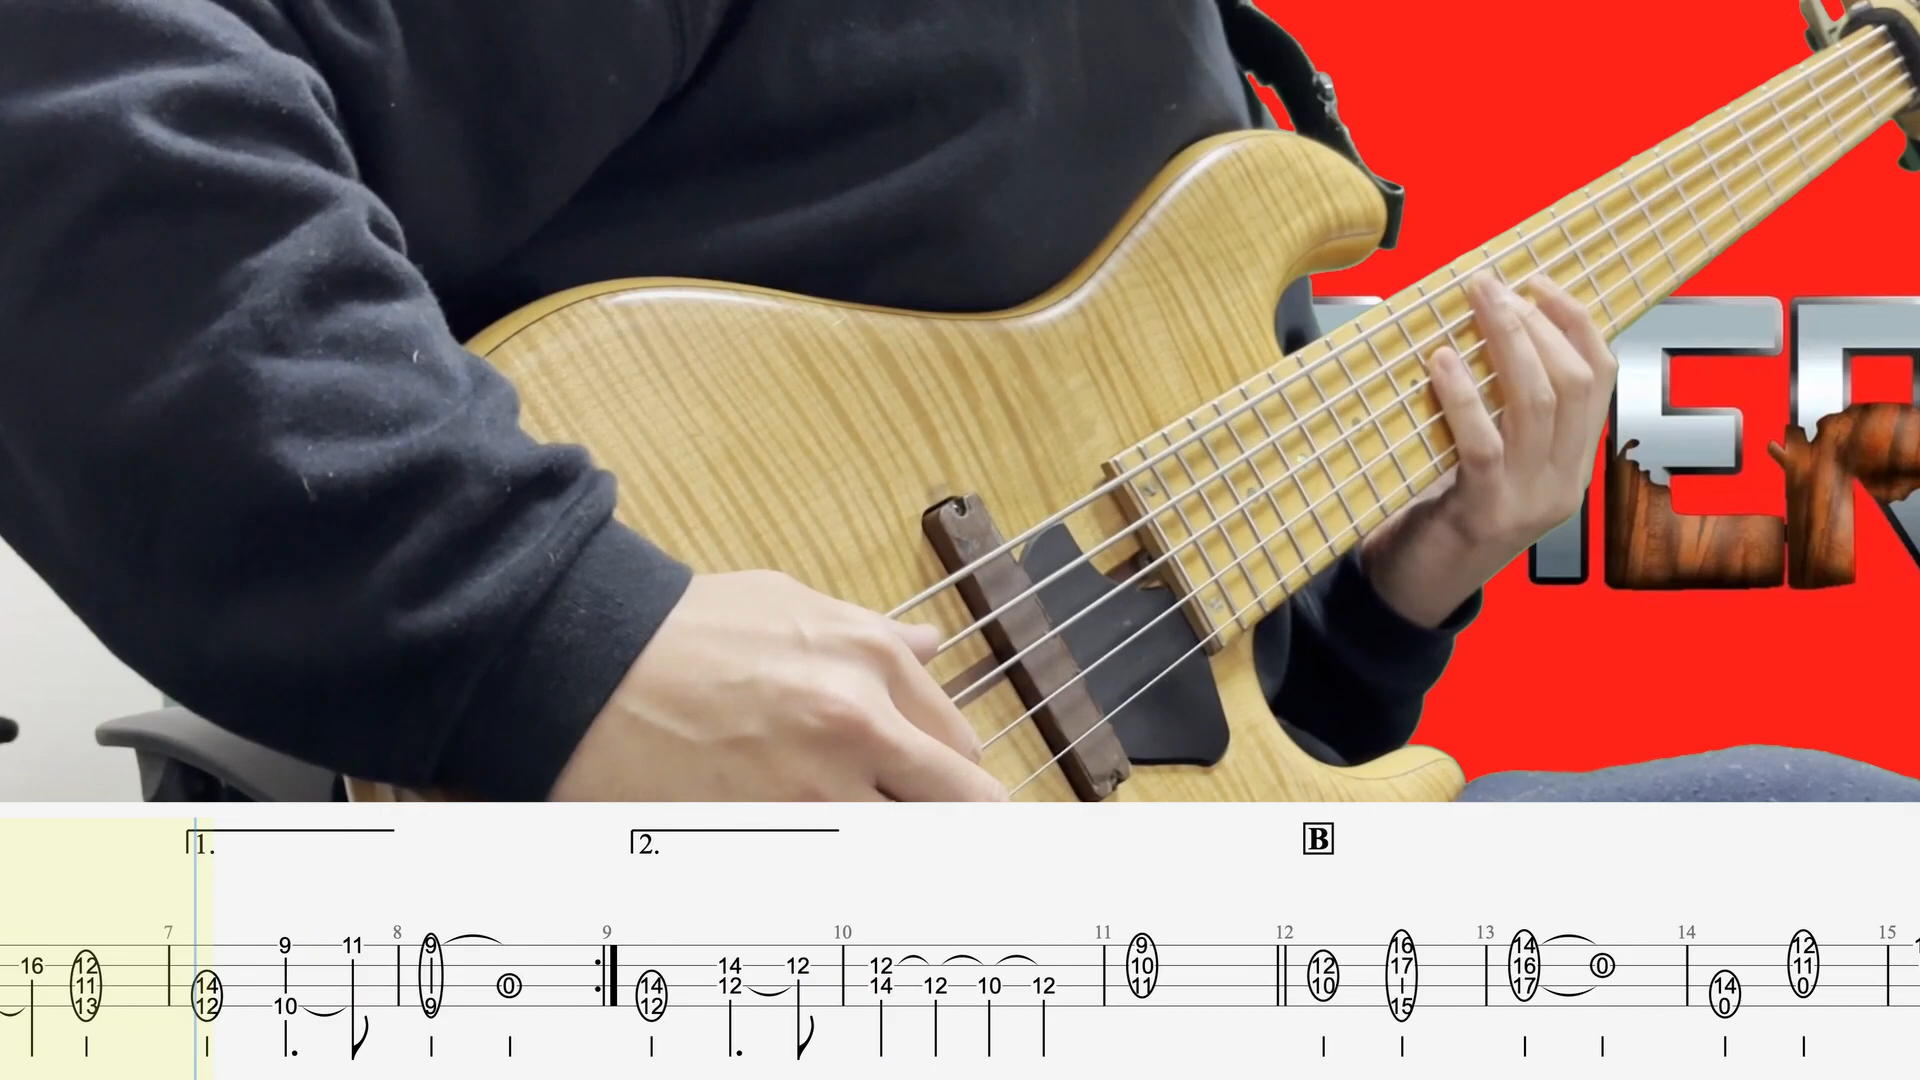 ER
1.
2.
B
7 8 9 10 11 12 13 14 15
9 11 9 9 16 14 12
16 12 14 12 12 10 12 17 16 0 11
11 14 0 14 12 14 12 10 12 11 10 17 14 0
13 12 10 9 12 15 0